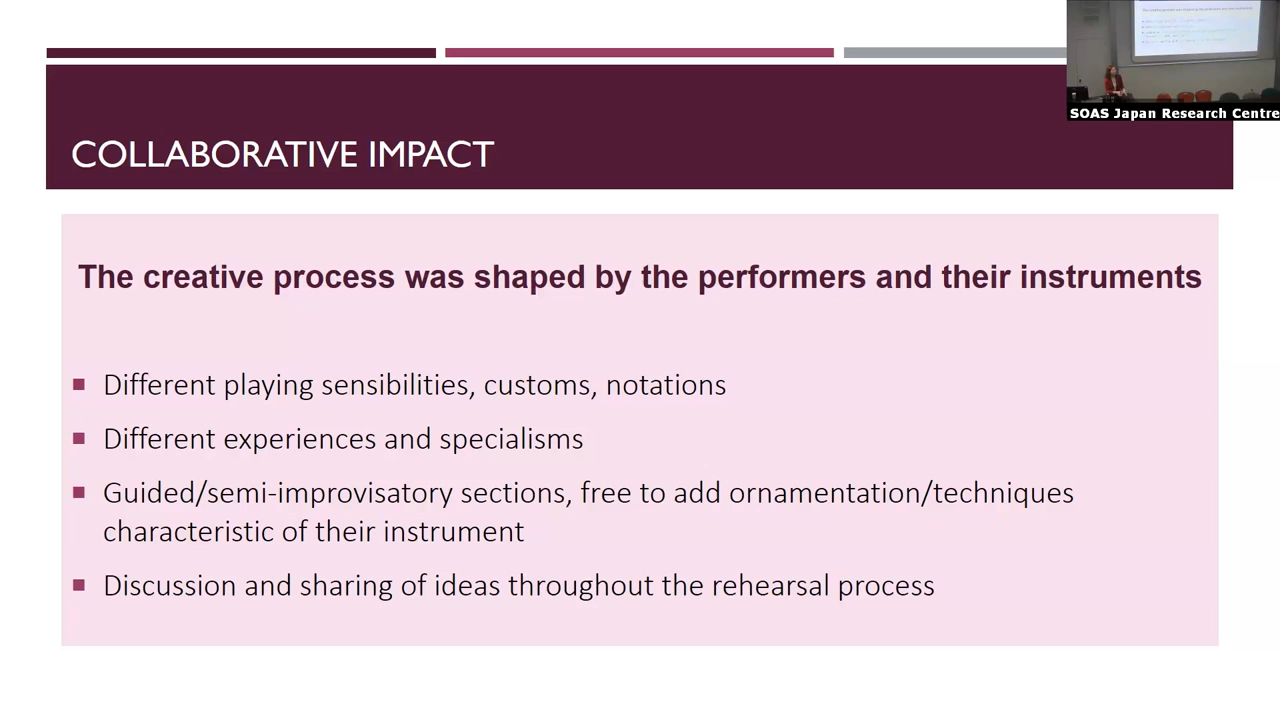 SOAS Japan Research Centre
COLLABORATIVE IMPACT
The creative process was shaped by the performers and their instruments
Different playing sensibilities, customs, notations
Different experiences and specialisms
Guided/semi-improvisatory sections, free to add ornamentation/techniques
characteristic of their instrument
Discussion and sharing of ideas throughout the rehearsal process